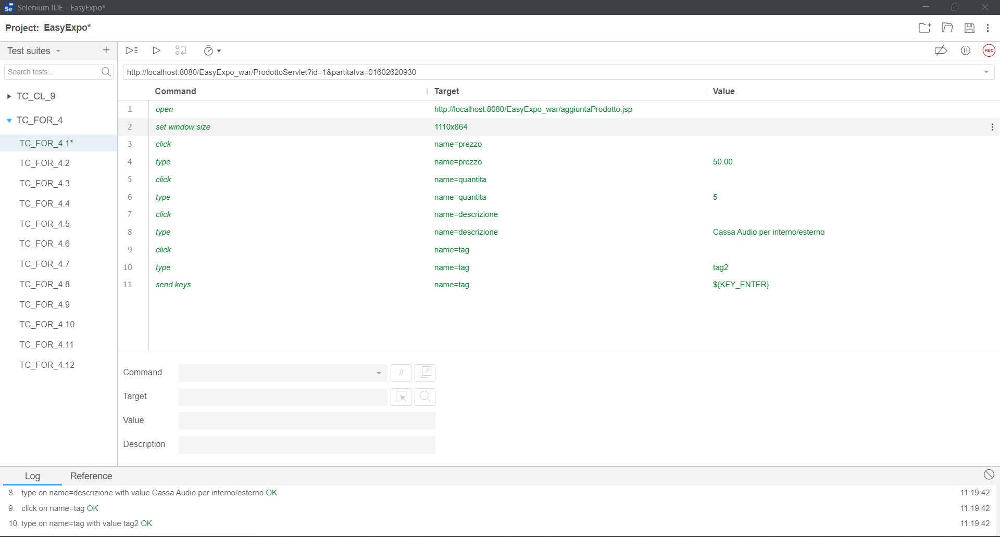 Selenium IDE - EasyExpo*
Project: EasyExpo*
Test suites
Search tests...
TC_CL_9
TC_FOR_4
TC_FOR_4.1*
TC_FOR_4.2
TC_FOR_4.3
TC_FOR_4.4
TC_FOR_4.5
TC_FOR_4.6
TC_FOR_4.7
TC_FOR_4.8
TC_FOR_4.9
TC_FOR_4.10
TC_FOR_4.11
TC_FOR_4.12
REC
http://localhost:8080/EasyExpo_war/ProdottoServlet?id=1&partitaIva=01602620930
Command Target Value
1 open http://localhost:8080/EasyExpo_war/aggiuntaProdotto.jsp
2 set window size 1110x864
3 click name=prezzo
4 type name=prezzo 50.00
5 click name=quantita
6 type name=quantita 5
7 click name=descrizione
8 type name=descrizione Cassa Audio per interno/esterno
9 click name=tag
10 type name=tag tag2
11 send keys name=tag ${KEY_ENTER}
Command //
Target
Value
Description
Log Reference
8. type on name=descrizione with value Cassa Audio per interno/esterno OK 11:19:42
9. click on name=tag OK 11:19:42
10. type on name=tag with value tag2 OK 11:19:42